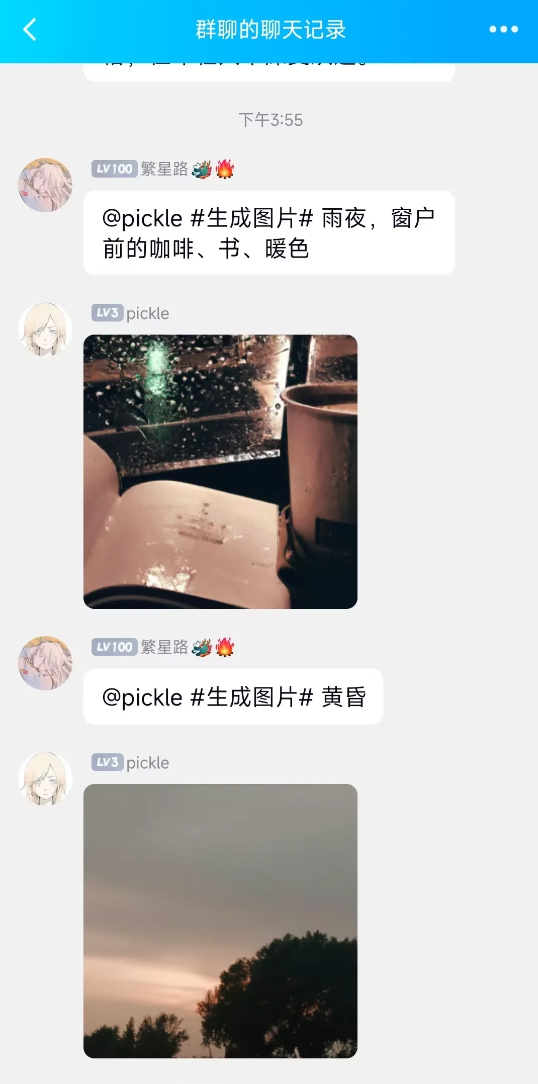 群聊的聊天记录
下午3:55
LV100 繁星路
@pickle #生成图片# 雨夜，窗户
前的咖啡、书、暖色
LV3 pickle
LV100 繁星路
@pickle #生成图片# 黄昏
LV3 pickle